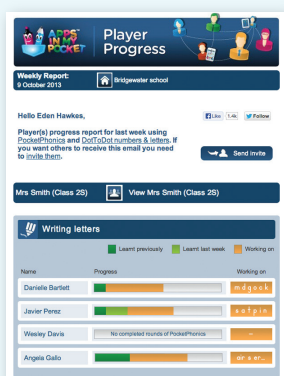 APPS IN MY POCKET
Player Progress
Weekly Report:
9 October 2013
Bridgewater school
Hello Eden Hawkes,
Like 1.4k Follow
Player(s) progress report for last week using
PocketPhonics and DotToDot numbers & letters. If
you want others to receive this email you need
to invite them.
Send invite
Mrs Smith (Class 2S) View Mrs Smith (Class 2S)
Writing letters
Learnt previously Learnt last week Working on
Name Progress Working on
Danielle Bartlett m d g o c k
Javier Perez s a t p i n
Wesley Davis No completed rounds of PocketPhonics -
Angela Gallo air e er...